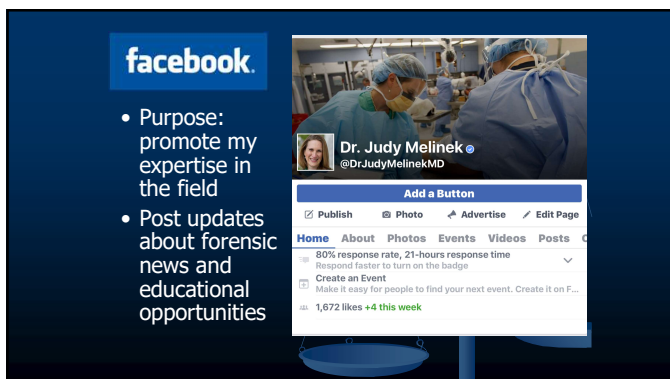 facebook.
• Purpose:
promote my
expertise in
the field
• Post updates
about forensic
news and
educational
opportunities
Dr. Judy Melinek
@DrJudyMelinekMD
Add a Button
Publish Photo Advertise Edit Page
Home About Photos Events Videos Posts
80% response rate, 21-hours response time
Respond faster to turn on the badge
Create an Event
Make it easy for people to find your next event. Create it on F...
1,672 likes +4 this week